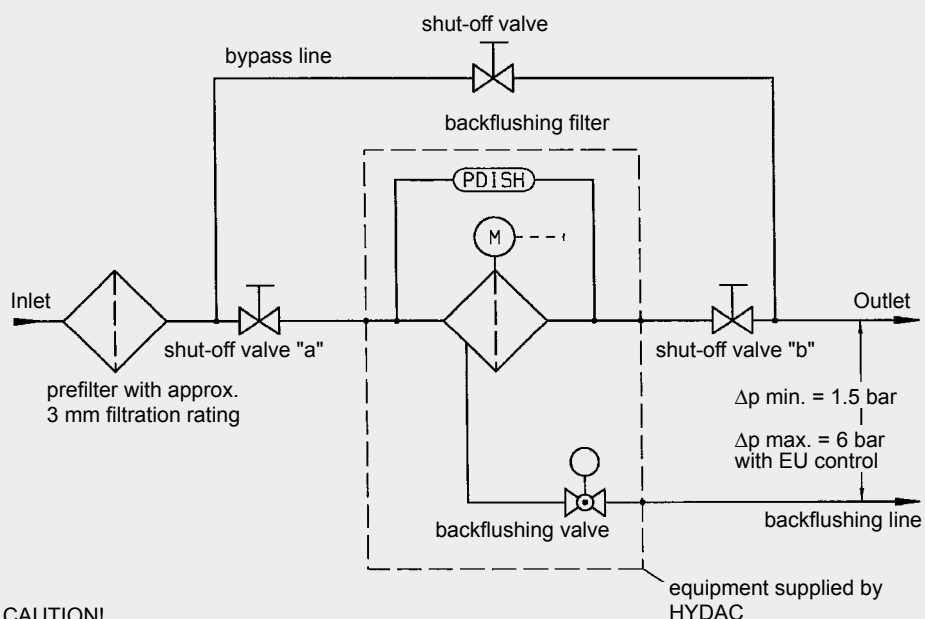 shut-off valve
bypass line
backflushing filter
PDISH
M
Inlet
Outlet
shut-off valve "a"
shut-off valve "b"
prefilter with approx.
3 mm filtration rating
Δp min. = 1.5 bar
Δp max. = 6 bar
with EU control
backflushing valve
backflushing line
equipment supplied by
HYDAC
CAUTION!